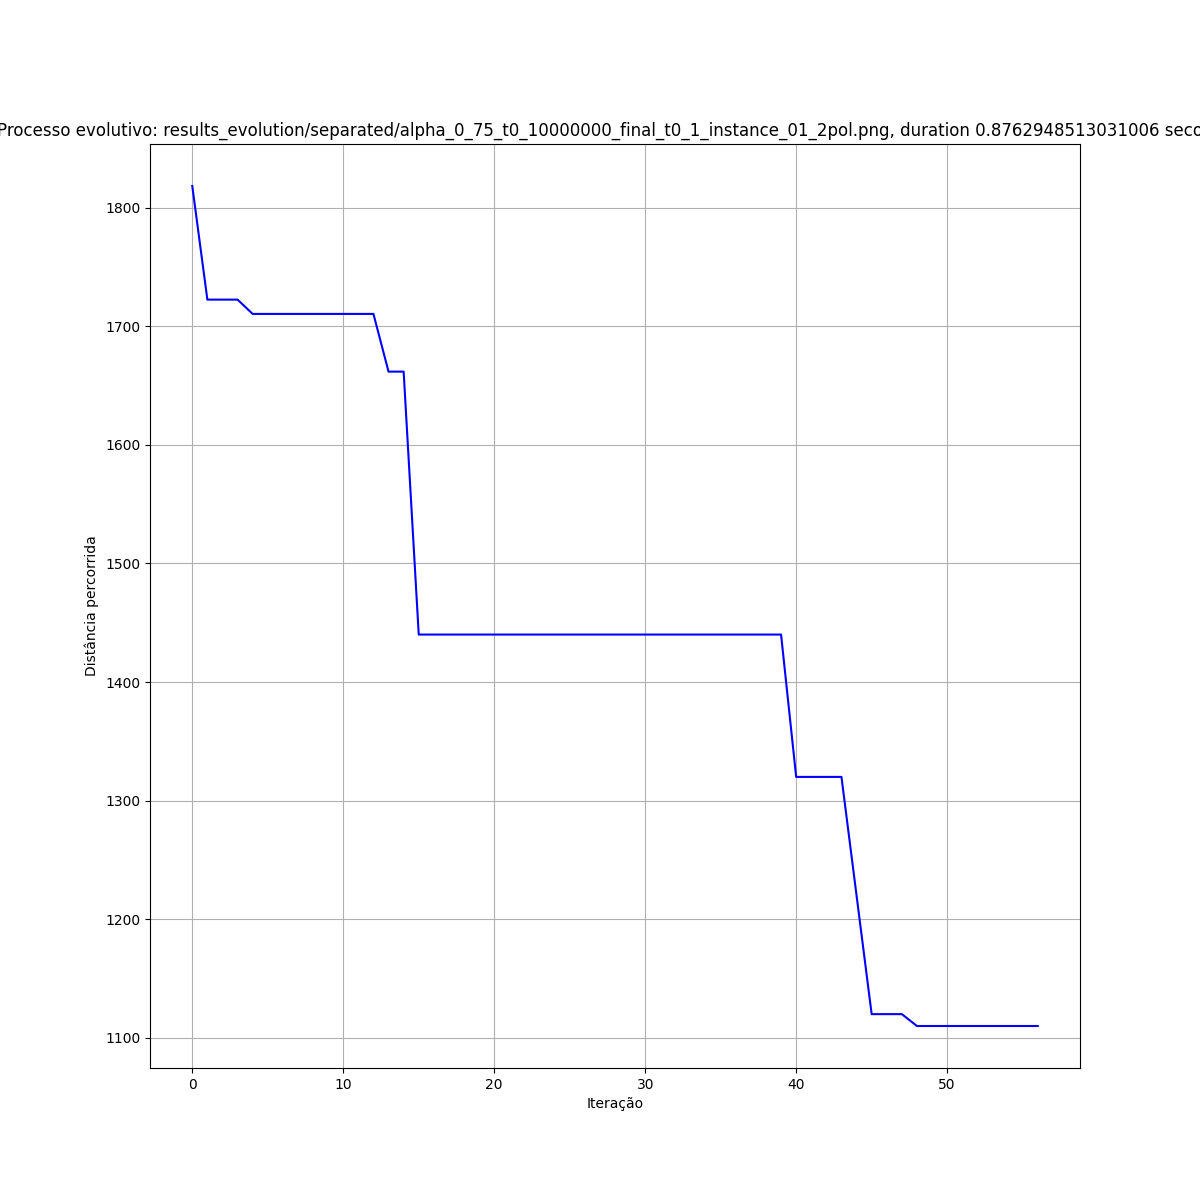 Processo evolutivo: results_evolution/separated/alpha_0_75_t0_10000000_final_t0_1_instance_01_2pol.png, duration 0.8762948513031006 seco
1800
1700
1600
1500
1400
1300
1200
1100
Distância percorrida
0 10 20 30 40 50
Iteração